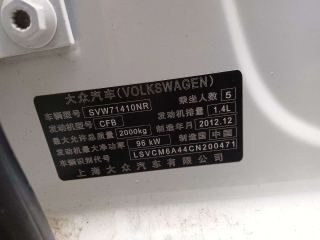 大众汽车(VOLKSWAGEN)
车辆型号 SVW71410NR 乘坐人数 5
发动机型号 CFB 发动机排量 1.4L
最大允许总质量 2000kg 制造年月 2012.12
发动机最大净功率 96 kW 制造国 中国
车辆识别代号 LSVCM6A44CN200471
上海大众汽车有限公司